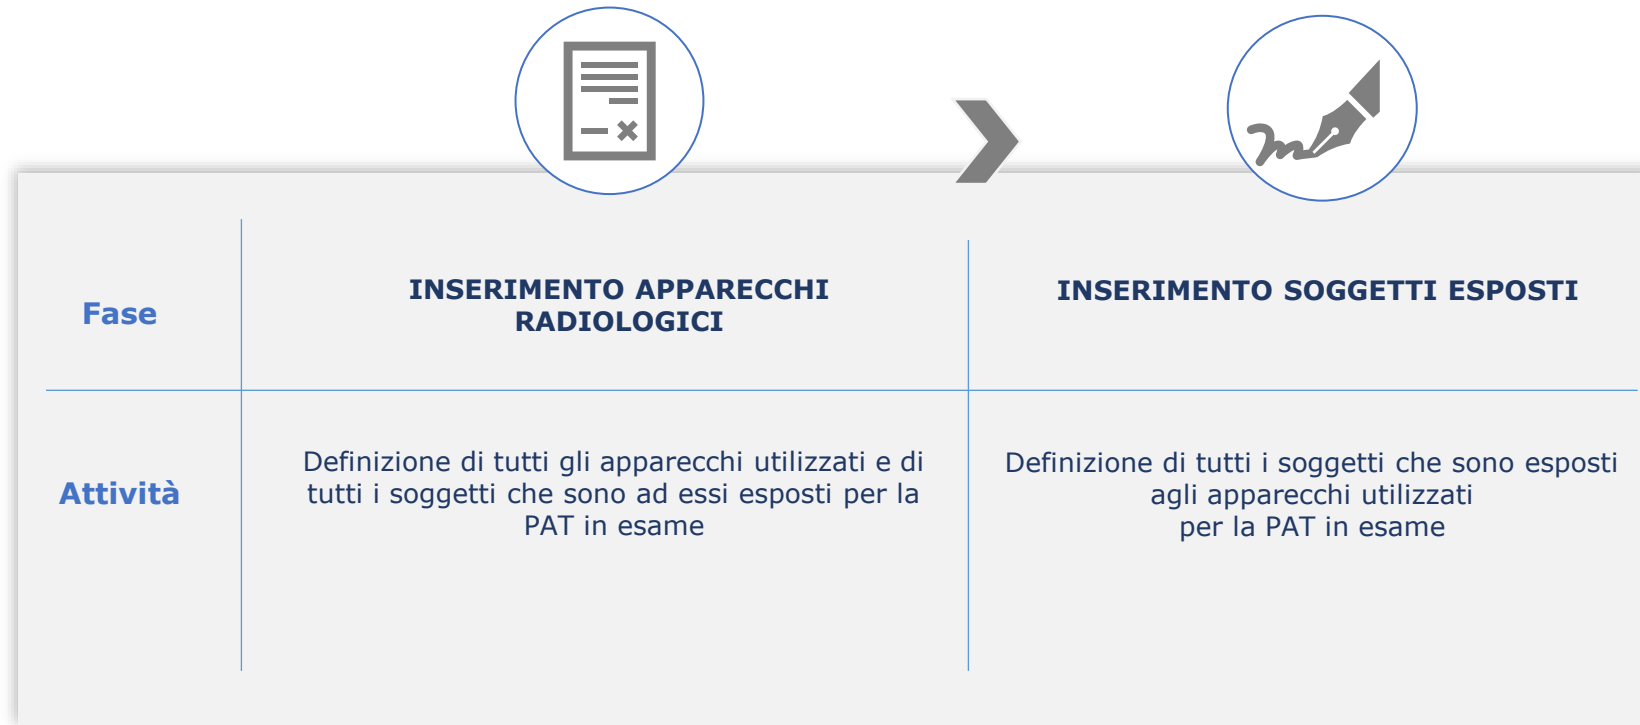 Fase
INSERIMENTO APPARECCHI
RADIOLOGICI
INSERIMENTO SOGGETTI ESPOSTI
Attività
Definizione di tutti gli apparecchi utilizzati e di
tutti i soggetti che sono ad essi esposti per la
PAT in esame
Definizione di tutti i soggetti che sono esposti
agli apparecchi utilizzati
per la PAT in esame